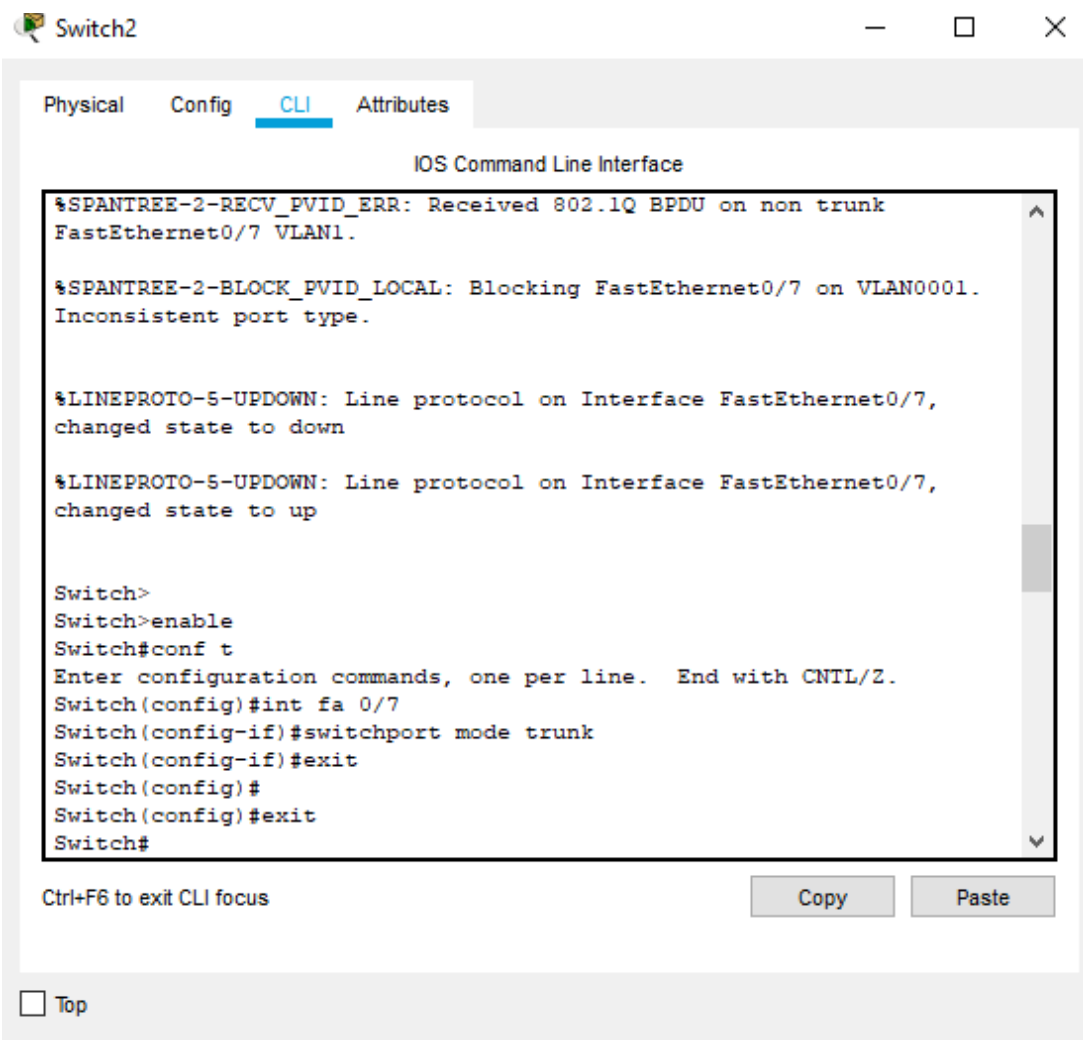 Switch2
Physical Config CLI Attributes
IOS Command Line Interface
%SPANTREE-2-RECV_PVID_ERR: Received 802.1Q BPDU on non trunk
FastEthernet0/7 VLAN1.
%SPANTREE-2-BLOCK_PVID_LOCAL: Blocking FastEthernet0/7 on VLAN0001.
Inconsistent port type.
%LINEPROTO-5-UPDOWN: Line protocol on Interface FastEthernet0/7,
changed state to down
%LINEPROTO-5-UPDOWN: Line protocol on Interface FastEthernet0/7,
changed state to up
Switch>
Switch>enable
Switch#conf t
Enter configuration commands, one per line.  End with CNTL/Z.
Switch(config)#int fa 0/7
Switch(config-if)#switchport mode trunk
Switch(config-if)#exit
Switch(config)#
Switch(config)#exit
Switch#
Ctrl+F6 to exit CLI focus Copy Paste
Top